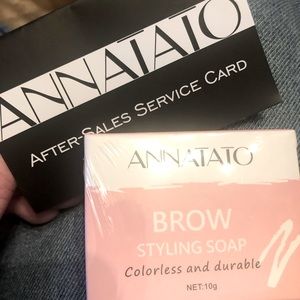 ANNATATO
AFTER-SALES SERVICE CARD
ANNATATO
BROW
STYLING SOAP
Colorless and durable
NET:10g